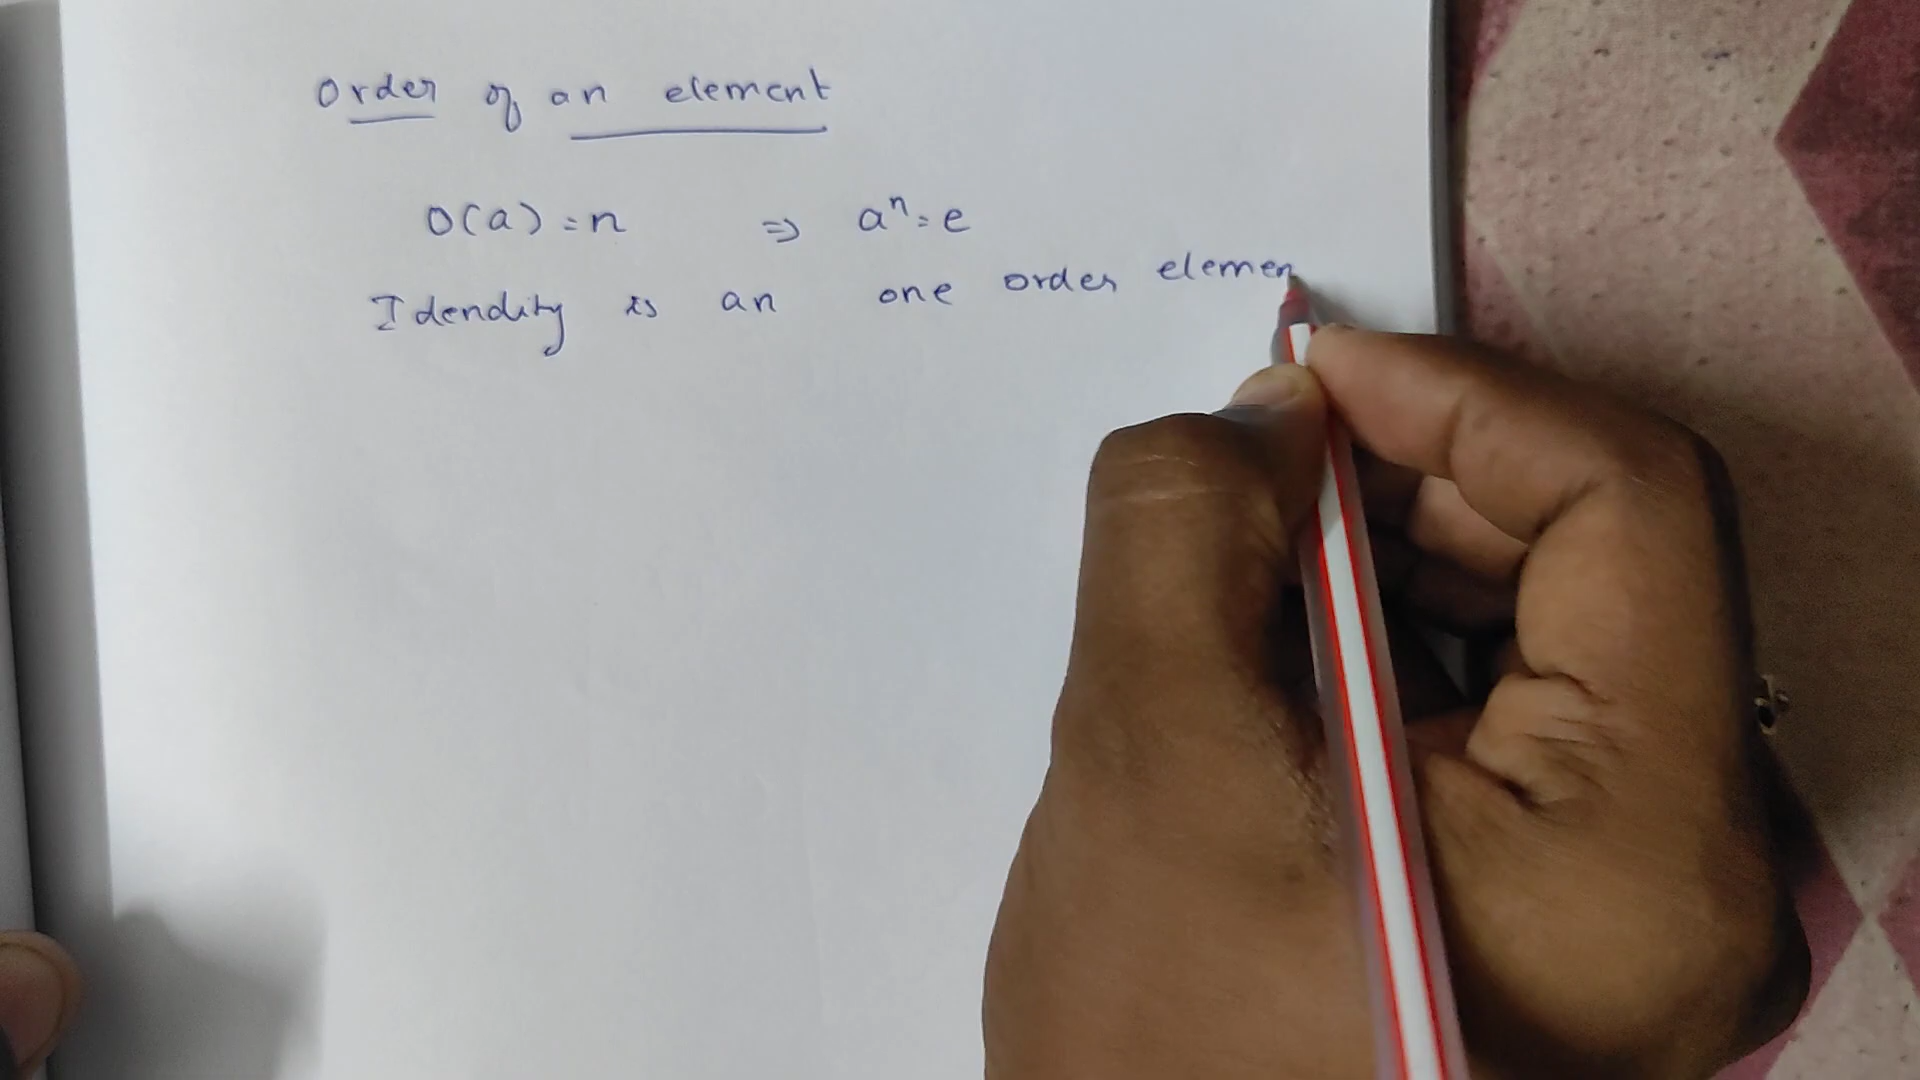 Order of an element
O(a) = n ⇒ aⁿ = e
Idendity is an one order elemen